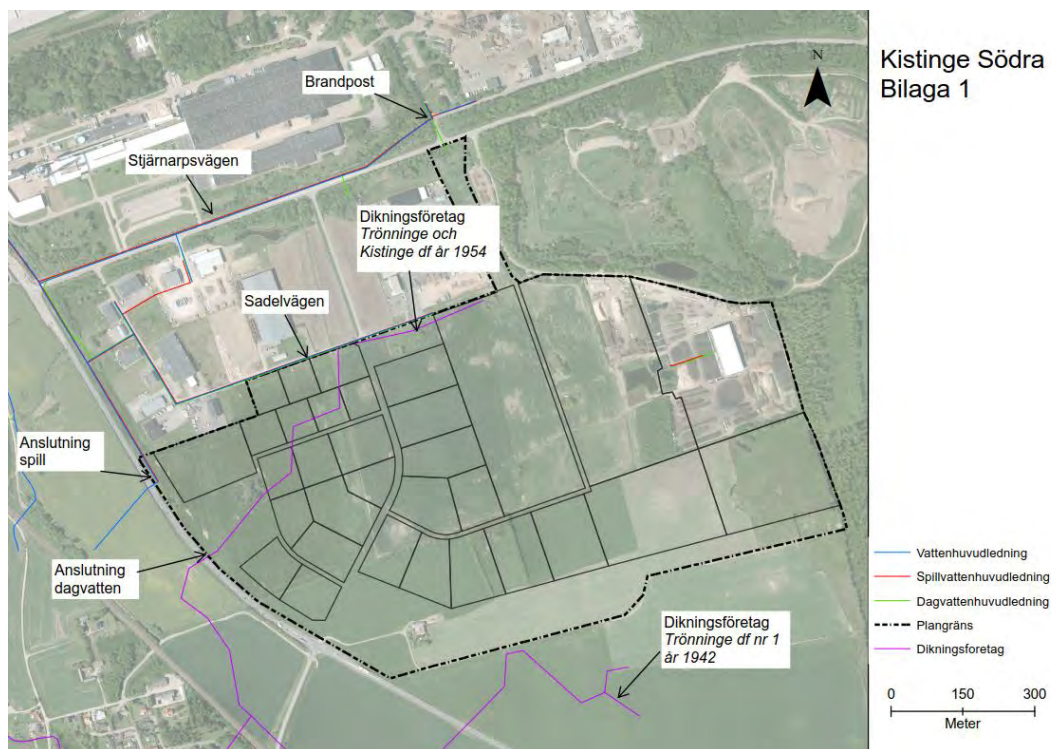 Kistinge Södra
Bilaga 1
N
Brandpost
Stjärnarpsvägen
Dikningsföretag
Trönninge och
Kistinge df år 1954
Sadelvägen
Anslutning
spill
Anslutning
dagvatten
Dikningsföretag
Trönninge df nr 1
år 1942
Vattenhuvudledning
Spillvattenhuvudledning
Dagvattenhuvudledning
Plangräns
Dikningsforetag
0 150 300
Meter